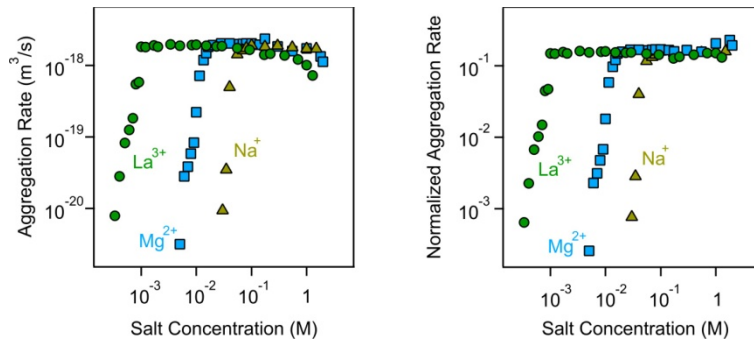 Aggregation Rate (m³/s)
10⁻¹⁸
10⁻¹⁹
10⁻²⁰
La³⁺
Mg²⁺
Na⁺
10⁻³ 10⁻² 10⁻¹ 1
Salt Concentration (M)
Normalized Aggregation Rate
10⁻¹
10⁻²
10⁻³
La³⁺
Mg²⁺
Na⁺
10⁻³ 10⁻² 10⁻¹ 1
Salt Concentration (M)